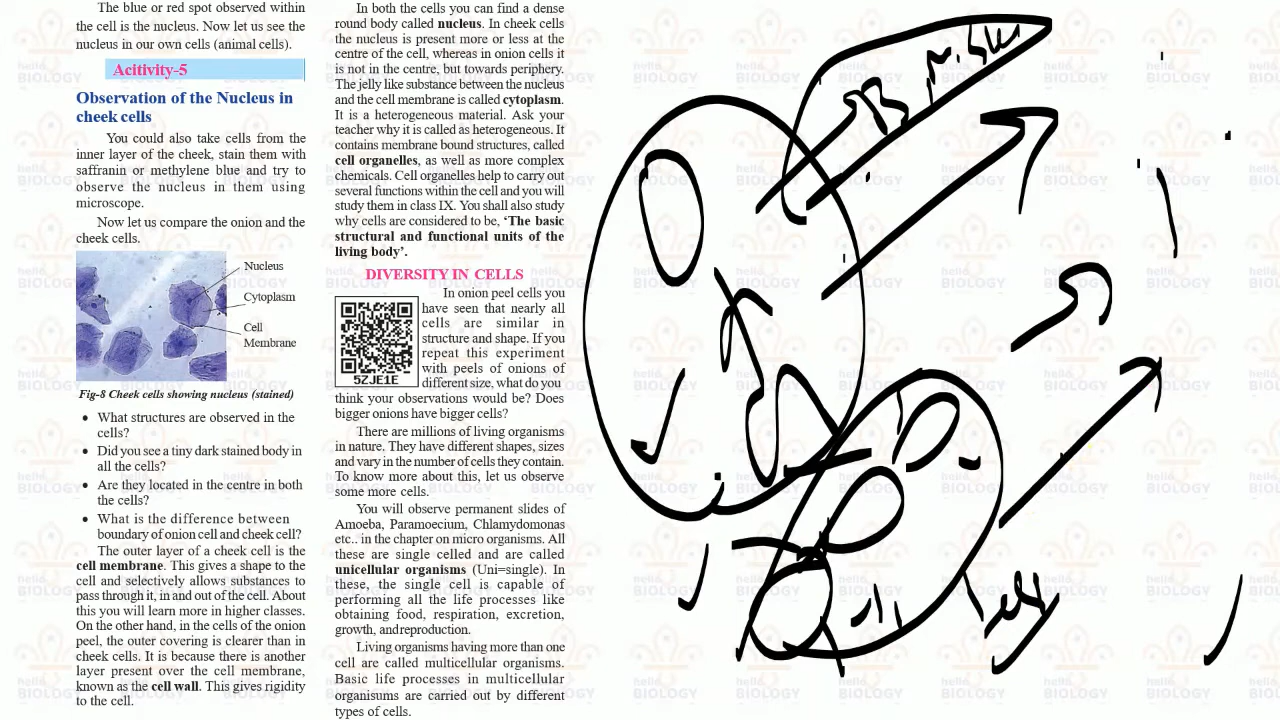 The blue or red spot observed within
the cell is the nucleus. Now let us see the
nucleus in our own cells (animal cells).
Acitivity-5
Observation of the Nucleus in
cheek cells
You could also take cells from the
inner layer of the cheek, stain them with
saffranin or methylene blue and try to
observe the nucleus in them using
microscope.
Now let us compare the onion and the
cheek cells.
Nucleus
Cytoplasm
Cell
Membrane
Fig-8 Cheek cells showing nucleus (stained)
• What structures are observed in the
cells?
• Did you see a tiny dark stained body in
all the cells?
• Are they located in the centre in both
the cells?
• What is the difference between
boundary of onion cell and cheek cell?
The outer layer of a cheek cell is the
cell membrane. This gives a shape to the
cell and selectively allows substances to
pass through it, in and out of the cell. About
this you will learn more in higher classes.
On the other hand, in the cells of the onion
peel, the outer covering is clearer than in
cheek cells. It is because there is another
layer present over the cell membrane,
known as the cell wall. This gives rigidity
to the cell.
In both the cells you can find a dense
round body called nucleus. In cheek cells
the nucleus is present more or less at the
centre of the cell, whereas in onion cells it
is not in the centre, but towards periphery.
The jelly like substance between the nucleus
and the cell membrane is called cytoplasm.
It is a heterogeneous material. Ask your
teacher why it is called as heterogeneous. It
contains membrane bound structures, called
cell organelles, as well as more complex
chemicals. Cell organelles help to carry out
several functions within the cell and you will
study them in class IX. You shall also study
why cells are considered to be, ‘The basic
structural and functional units of the
living body’.
DIVERSITY IN CELLS
5ZJE1E
In onion peel cells you
have seen that nearly all
cells are similar in
structure and shape. If you
repeat this experiment
with peels of onions of
different size, what do you
think your observations would be? Does
bigger onions have bigger cells?
There are millions of living organisms
in nature. They have different shapes, sizes
and vary in the number of cells they contain.
To know more about this, let us observe
some more cells.
You will observe permanent slides of
Amoeba, Paramoecium, Chlamydomonas
etc.. in the chapter on micro organisms. All
these are single celled and are called
unicellular organisms (Uni=single). In
these, the single cell is capable of
performing all the life processes like
obtaining food, respiration, excretion,
growth, and reproduction.
Living organisms having more than one
cell are called multicellular organisms.
Basic life processes in multicellular
organisms are carried out by different
types of cells.
hello BIOLOGY